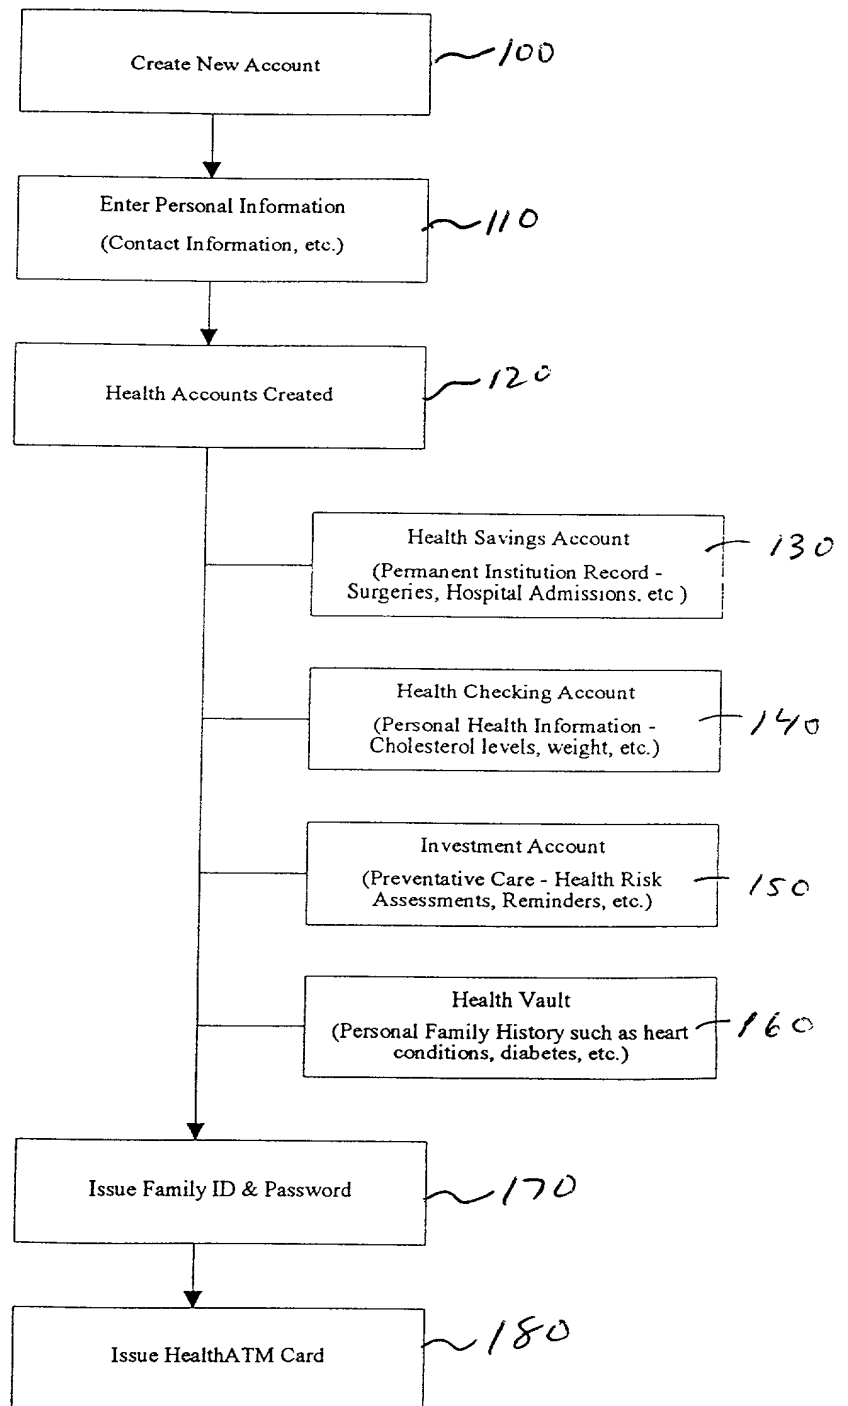 Create New Account
100
Enter Personal Information
(Contact Information, etc.)
110
Health Accounts Created
120
Health Savings Account
(Permanent Institution Record -
Surgeries, Hospital Admissions. etc )
130
Health Checking Account
(Personal Health Information -
Cholesterol levels, weight, etc.)
140
Investment Account
(Preventative Care - Health Risk
Assessments, Reminders, etc.)
150
Health Vault
(Personal Family History such as heart
conditions, diabetes, etc.)
160
Issue Family ID & Password
170
Issue HealthATM Card
180